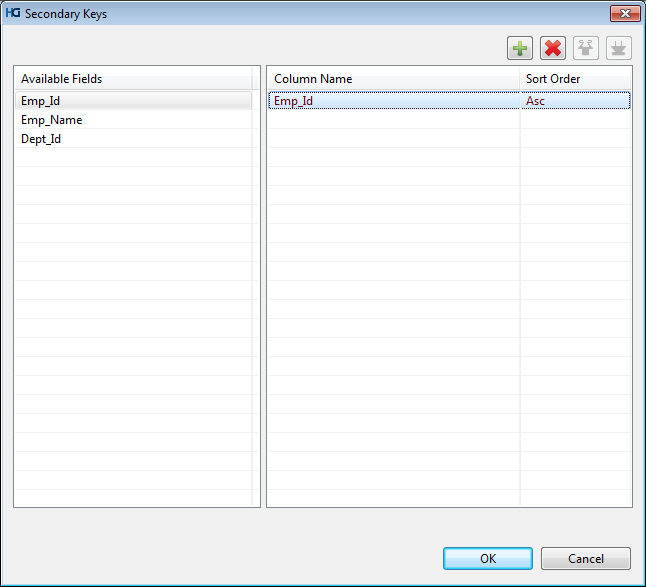 HG Secondary Keys
Available Fields
Emp_Id
Emp_Name
Dept_Id
Column Name Sort Order
Emp_Id Asc
OK Cancel